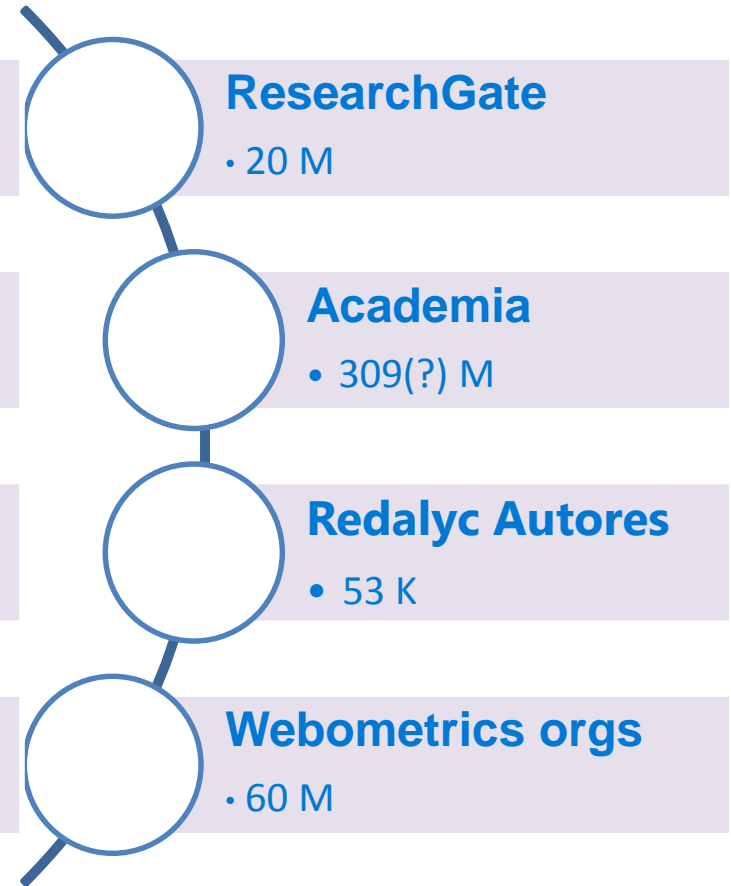 ResearchGate
• 20 M
Academia
• 309(?) M
Redalyc Autores
• 53 K
Webometrics orgs
• 60 M